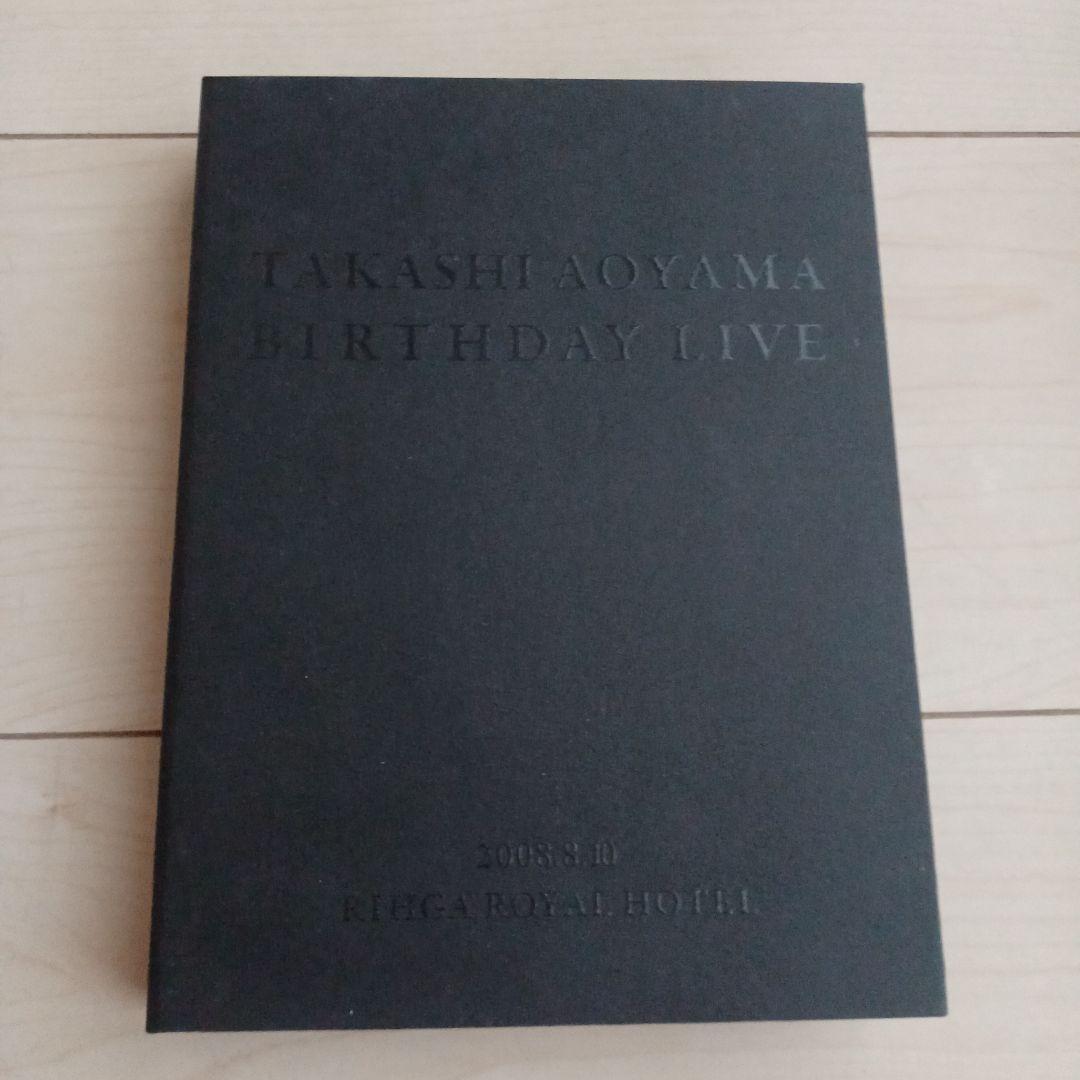 TAKASHI AOYAMA
BIRTHDAY LIVE
2008.8.10
RIHGA ROYAL HOTEL